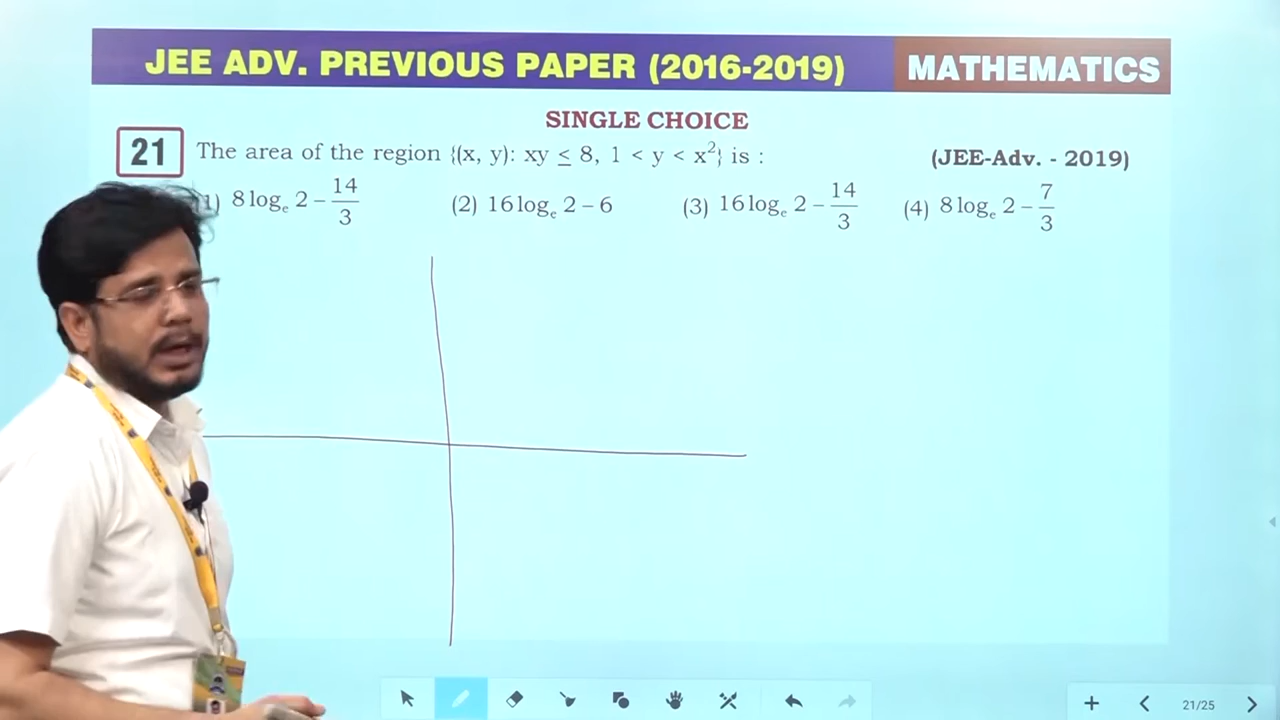 JEE ADV. PREVIOUS PAPER (2016-2019) MATHEMATICS
SINGLE CHOICE
21 The area of the region {(x, y): xy ≤ 8, 1 < y < x²} is : (JEE-Adv. - 2019)
1) 8 logₑ 2 – 14/3 (2) 16 logₑ 2 – 6 (3) 16 logₑ 2 – 14/3 (4) 8 logₑ 2 – 7/3
21/25